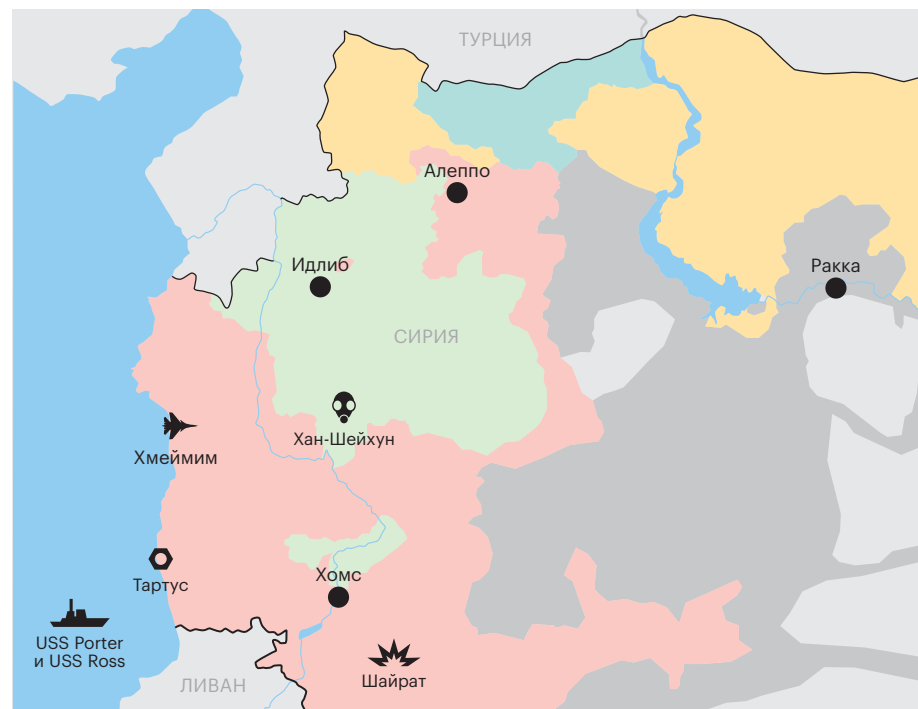 ТУРЦИЯ
Алеппо
Идлиб
Ракка
СИРИЯ
Хан-Шейхун
Хмеймим
Тартус
Хомс
USS Porter
и USS Ross
Шайрат
ЛИВАН